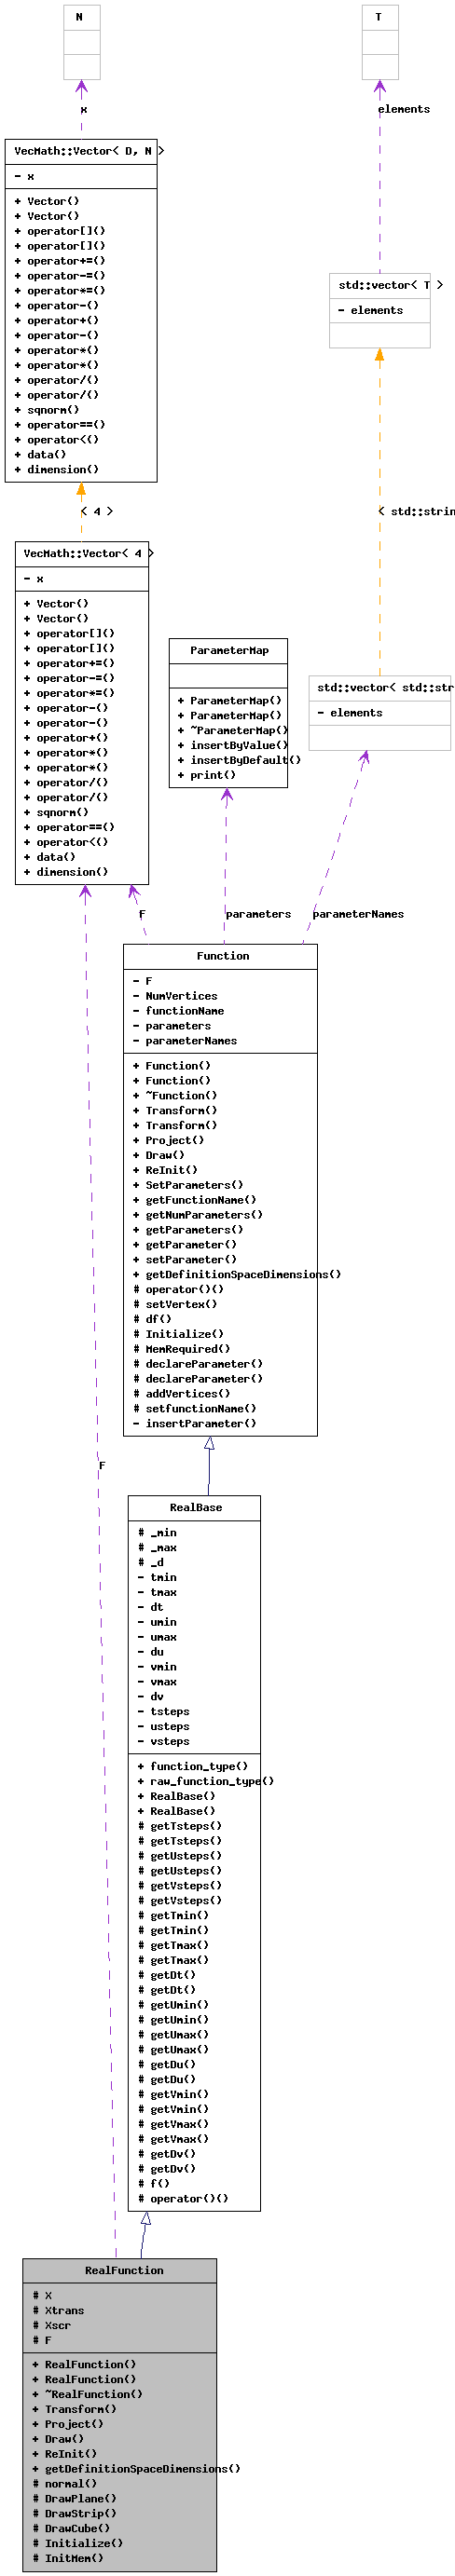 N
T
x
elements
VecMath::Vector< D, N >
- x
+ Vector()
+ Vector()
+ operator[]()
+ operator[]()
+ operator+=()
+ operator-=()
+ operator*=()
+ operator-()
+ operator+()
+ operator-()
+ operator*()
+ operator*()
+ operator/()
+ operator/()
+ sqnorm()
+ operator==()
+ operator<()
+ data()
+ dimension()
std::vector< T >
- elements
< 4 >
< std::strin
VecMath::Vector< 4 >
- x
+ Vector()
+ Vector()
+ operator[]()
+ operator[]()
+ operator+=()
+ operator-=()
+ operator*=()
+ operator-()
+ operator-()
+ operator+()
+ operator*()
+ operator*()
+ operator/()
+ operator/()
+ sqnorm()
+ operator==()
+ operator<()
+ data()
+ dimension()
ParameterMap
+ ParameterMap()
+ ParameterMap()
+ ~ParameterMap()
+ insertByValue()
+ insertByDefault()
+ print()
std::vector< std::str
- elements
F
parameters
parameterNames
Function
- F
- NumVertices
- functionName
- parameters
- parameterNames
+ Function()
+ Function()
+ ~Function()
+ Transform()
+ Transform()
+ Project()
+ Draw()
+ ReInit()
+ SetParameters()
+ getFunctionName()
+ getNumParameters()
+ getParameters()
+ getParameter()
+ setParameter()
+ getDefinitionSpaceDimensions()
# operator()()
# setVertex()
# df()
# Initialize()
# MemRequired()
# declareParameter()
# declareParameter()
# addVertices()
# setfunctionName()
- insertParameter()
F
RealBase
# _min
# _max
# _d
- tmin
- tmax
- dt
- umin
- umax
- du
- vmin
- vmax
- dv
- tsteps
- usteps
- vsteps
+ function_type()
+ raw_function_type()
+ RealBase()
+ RealBase()
# getTsteps()
# getTsteps()
# getUsteps()
# getUsteps()
# getVsteps()
# getVsteps()
# getTmin()
# getTmin()
# getTmax()
# getTmax()
# getDt()
# getDt()
# getUmin()
# getUmin()
# getUmax()
# getUmax()
# getDu()
# getDu()
# getVmin()
# getVmin()
# getVmax()
# getVmax()
# getDv()
# getDv()
# f()
# operator()()
RealFunction
# X
# Xtrans
# Xscr
# F
+ RealFunction()
+ RealFunction()
+ ~RealFunction()
+ Transform()
+ Project()
+ Draw()
+ ReInit()
+ getDefinitionSpaceDimensions()
# normal()
# DrawPlane()
# DrawStrip()
# DrawCube()
# Initialize()
# InitMem()